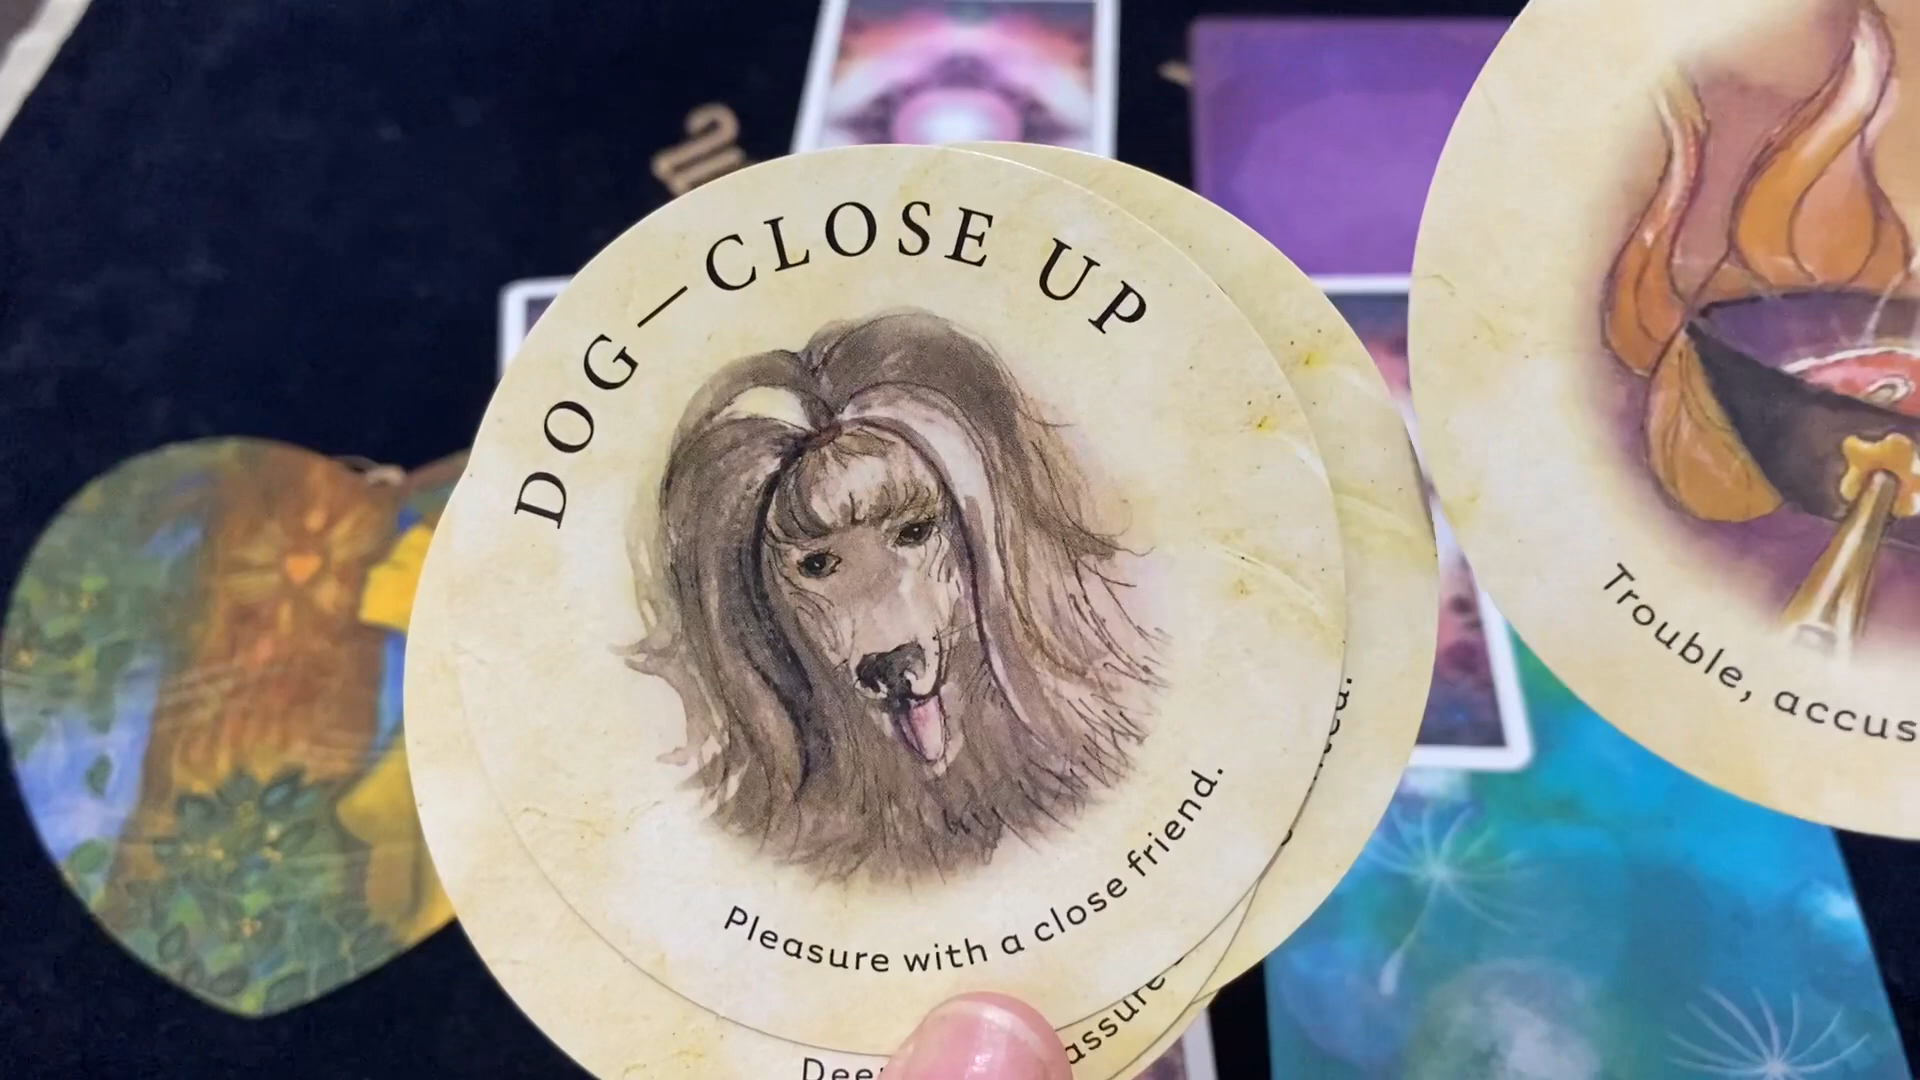 DOG—CLOSE UP
Pleasure with a close friend.
Trouble, accus